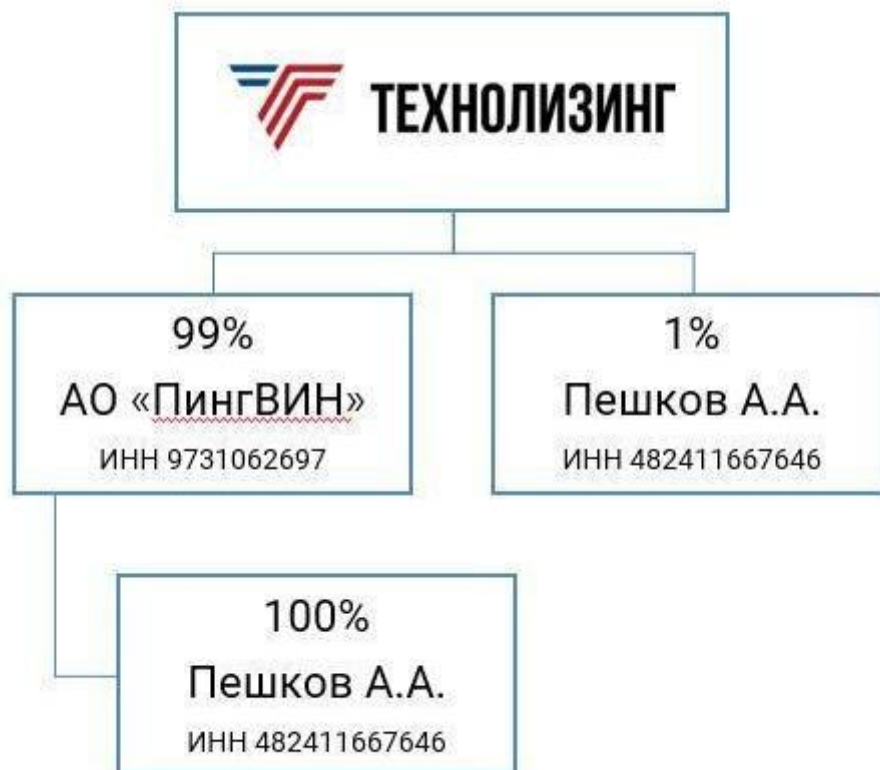 ТЕХНОЛИЗИНГ
99%
АО «ПингВИН»
ИНН 9731062697
1%
Пешков А.А.
ИНН 482411667646
100%
Пешков А.А.
ИНН 482411667646